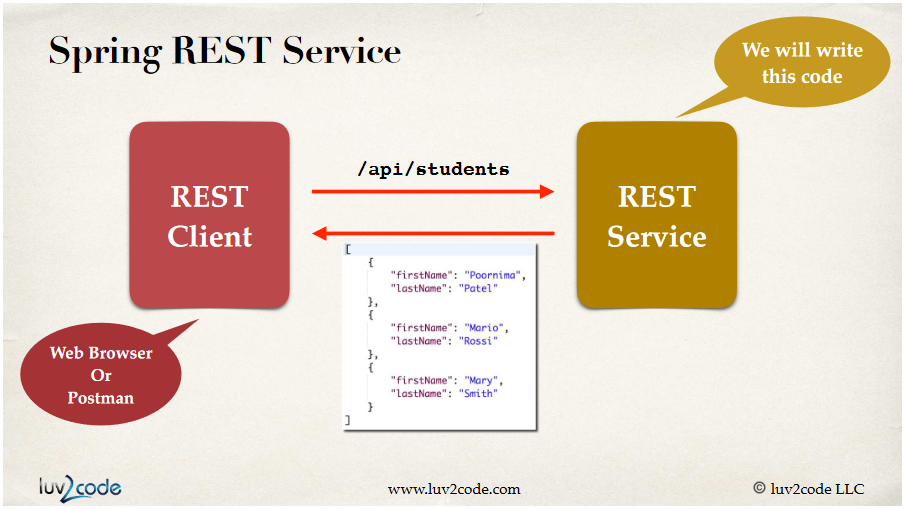 Spring REST Service
We will write
this code
/api/students
REST
Client
REST
Service
[
{
"firstName": "Poornima",
"lastName": "Patel"
},
{
"firstName": "Mario",
"lastName": "Rossi"
},
{
"firstName": "Mary",
"lastName": "Smith"
}
]
Web Browser
Or
Postman
luv2code
www.luv2code.com
© luv2code LLC